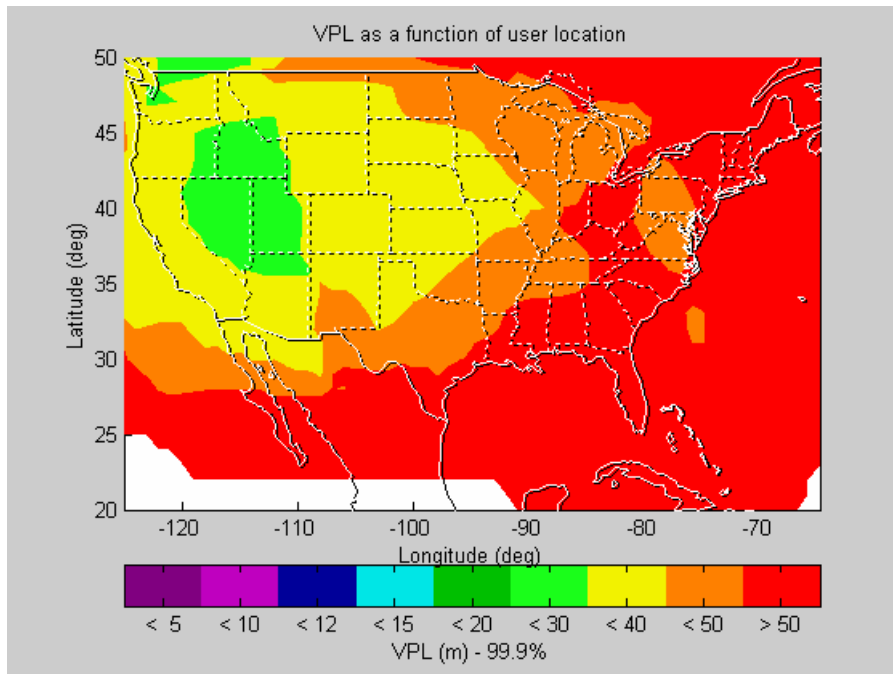 VPL as a function of user location
50
45
40
35
30
25
20
Latitude (deg)
-120 -110 -100 -90 -80 -70
Longitude (deg)
< 5 < 10 < 12 < 15 < 20 < 30 < 40 < 50 > 50
VPL (m) - 99.9%